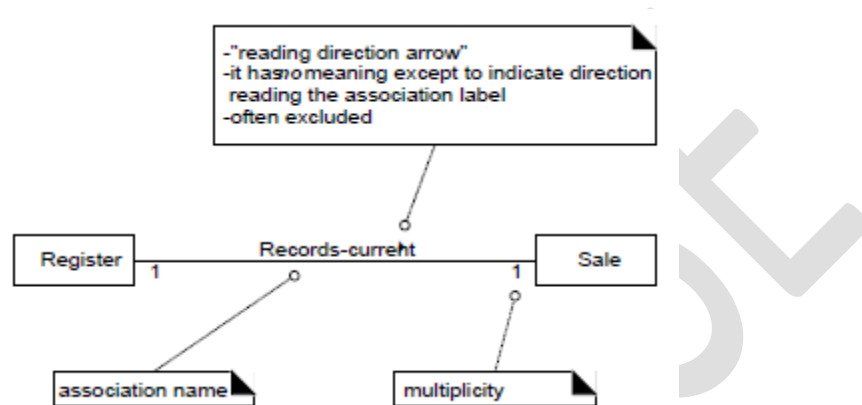 -"reading direction arrow"
-it has no meaning except to indicate direction
reading the association label
-often excluded
Register
1
Records-current
1
Sale
association name
multiplicity